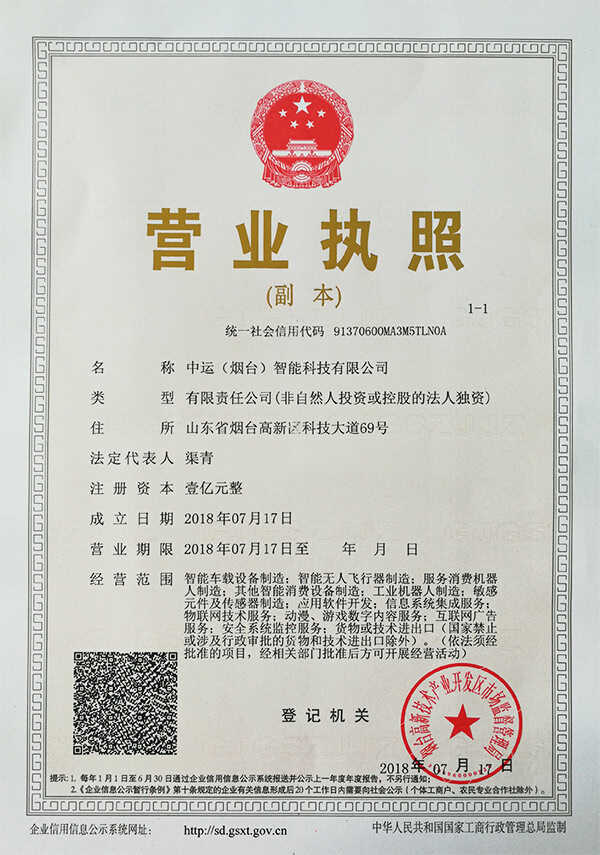 营业执照
(副 本)
1-1
统一社会信用代码 91370600MA3M5TLN0A
名 称 中运（烟台）智能科技有限公司
类 型 有限责任公司(非自然人投资或控股的法人独资)
住 所 山东省烟台高新区科技大道69号
法定代表人 渠青
注册资本 壹亿元整
成立日期 2018年07月17日
营业期限 2018年07月17日至 年 月 日
经营范围 智能车载设备制造；智能无人飞行器制造；服务消费机器
人制造；其他智能消费设备制造；工业机器人制造；敏感
元件及传感器制造；应用软件开发；信息系统集成服务；
物联网技术服务；动漫、游戏数字内容服务；互联网广告
服务；安全系统监控服务；货物或技术进出口（国家禁止
或涉及行政审批的货物和技术进出口除外）。（依法须经
批准的项目，经相关部门批准后方可开展经营活动）
登记机关
烟台高新技术产业开发区市场监督管理局
2018年07月17日
提示：1. 每年1月1日至6月30日通过企业信用信息公示系统报送并公示上一年度年度报告，不另行通知；
2.《企业信息公示暂行条例》第十条规定的企业有关信息形成后20个工作日内需要向社会公示（个体工商户、农民专业合作社除外）。
企业信用信息公示系统网址： http://sd.gsxt.gov.cn 中华人民共和国国家工商行政管理总局监制